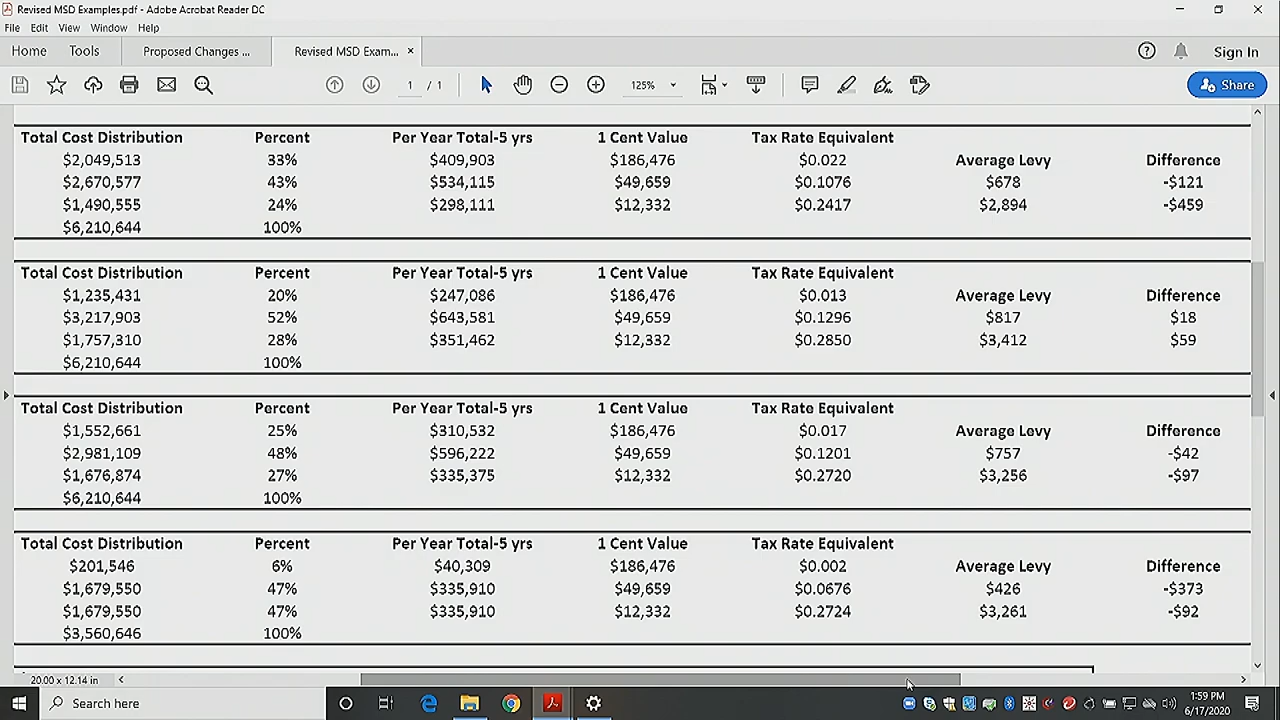 Revised MSD Examples.pdf - Adobe Acrobat Reader DC
File Edit View Window Help
Home Tools Proposed Changes ... Revised MSD Exam... × Sign In
1 / 1 125% Share
Total Cost Distribution Percent Per Year Total-5 yrs 1 Cent Value Tax Rate Equivalent
$2,049,513 33% $409,903 $186,476 $0.022 Average Levy Difference
$2,670,577 43% $534,115 $49,659 $0.1076 $678 -$121
$1,490,555 24% $298,111 $12,332 $0.2417 $2,894 -$459
$6,210,644 100%
Total Cost Distribution Percent Per Year Total-5 yrs 1 Cent Value Tax Rate Equivalent
$1,235,431 20% $247,086 $186,476 $0.013 Average Levy Difference
$3,217,903 52% $643,581 $49,659 $0.1296 $817 $18
$1,757,310 28% $351,462 $12,332 $0.2850 $3,412 $59
$6,210,644 100%
Total Cost Distribution Percent Per Year Total-5 yrs 1 Cent Value Tax Rate Equivalent
$1,552,661 25% $310,532 $186,476 $0.017 Average Levy Difference
$2,981,109 48% $596,222 $49,659 $0.1201 $757 -$42
$1,676,874 27% $335,375 $12,332 $0.2720 $3,256 -$97
$6,210,644 100%
Total Cost Distribution Percent Per Year Total-5 yrs 1 Cent Value Tax Rate Equivalent
$201,546 6% $40,309 $186,476 $0.002 Average Levy Difference
$1,679,550 47% $335,910 $49,659 $0.0676 $426 -$373
$1,679,550 47% $335,910 $12,332 $0.2724 $3,261 -$92
$3,560,646 100%
20.00 x 12.14 in
Search here 1:59 PM
6/17/2020